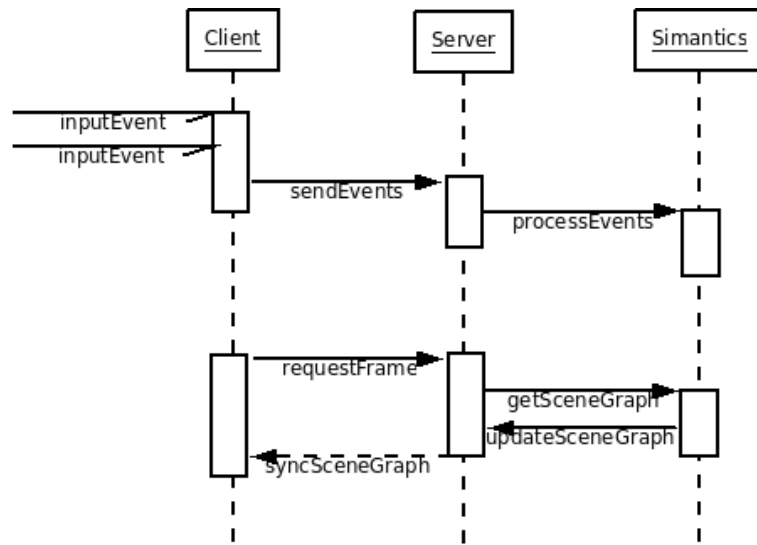 Client
Server
Simantics
inputEvent
inputEvent
sendEvents
processEvents
requestFrame
getSceneGraph
updateSceneGraph
syncSceneGraph